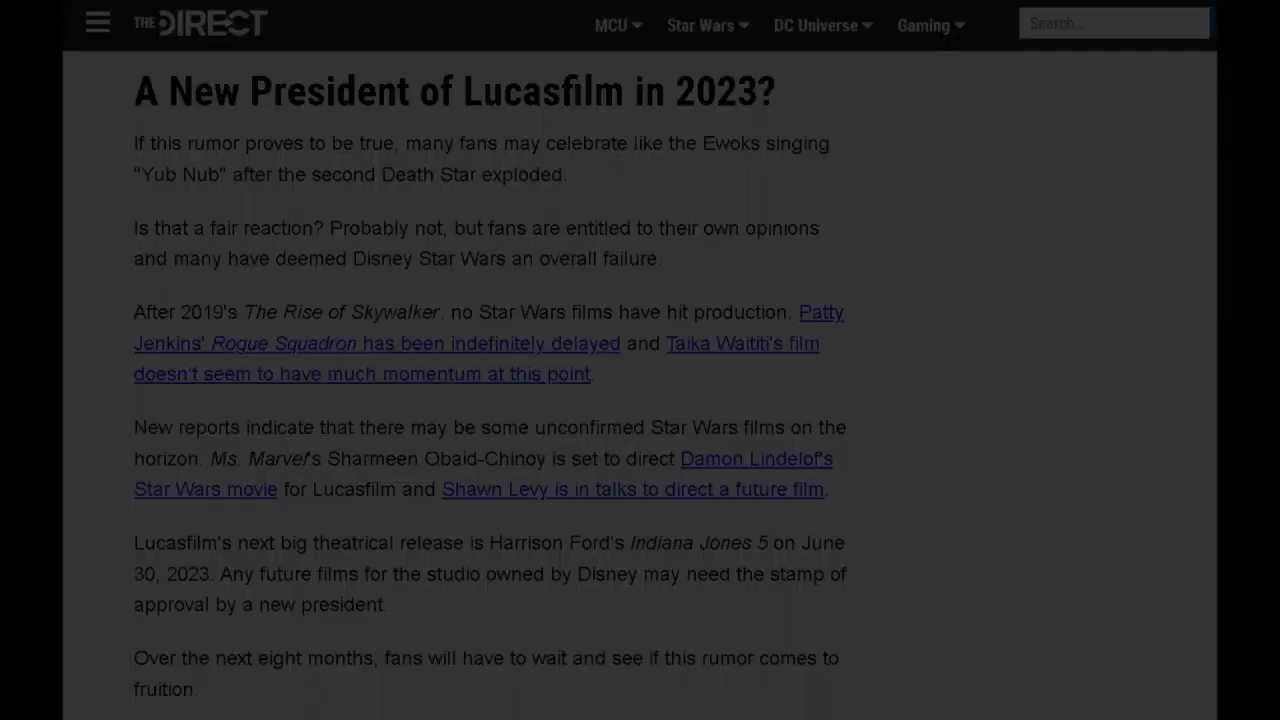 THE DIRECT
MCU Star Wars DC Universe Gaming
Search...
A New President of Lucasfilm in 2023?
If this rumor proves to be true, many fans may celebrate like the Ewoks singing
"Yub Nub" after the second Death Star exploded.
Is that a fair reaction? Probably not, but fans are entitled to their own opinions
and many have deemed Disney Star Wars an overall failure.
After 2019's The Rise of Skywalker, no Star Wars films have hit production. Patty
Jenkins' Rogue Squadron has been indefinitely delayed and Taika Waititi's film
doesn't seem to have much momentum at this point.
New reports indicate that there may be some unconfirmed Star Wars films on the
horizon. Ms. Marvel's Sharmeen Obaid-Chinoy is set to direct Damon Lindelof's
Star Wars movie for Lucasfilm and Shawn Levy is in talks to direct a future film.
Lucasfilm's next big theatrical release is Harrison Ford's Indiana Jones 5 on June
30, 2023. Any future films for the studio owned by Disney may need the stamp of
approval by a new president.
Over the next eight months, fans will have to wait and see if this rumor comes to
fruition.